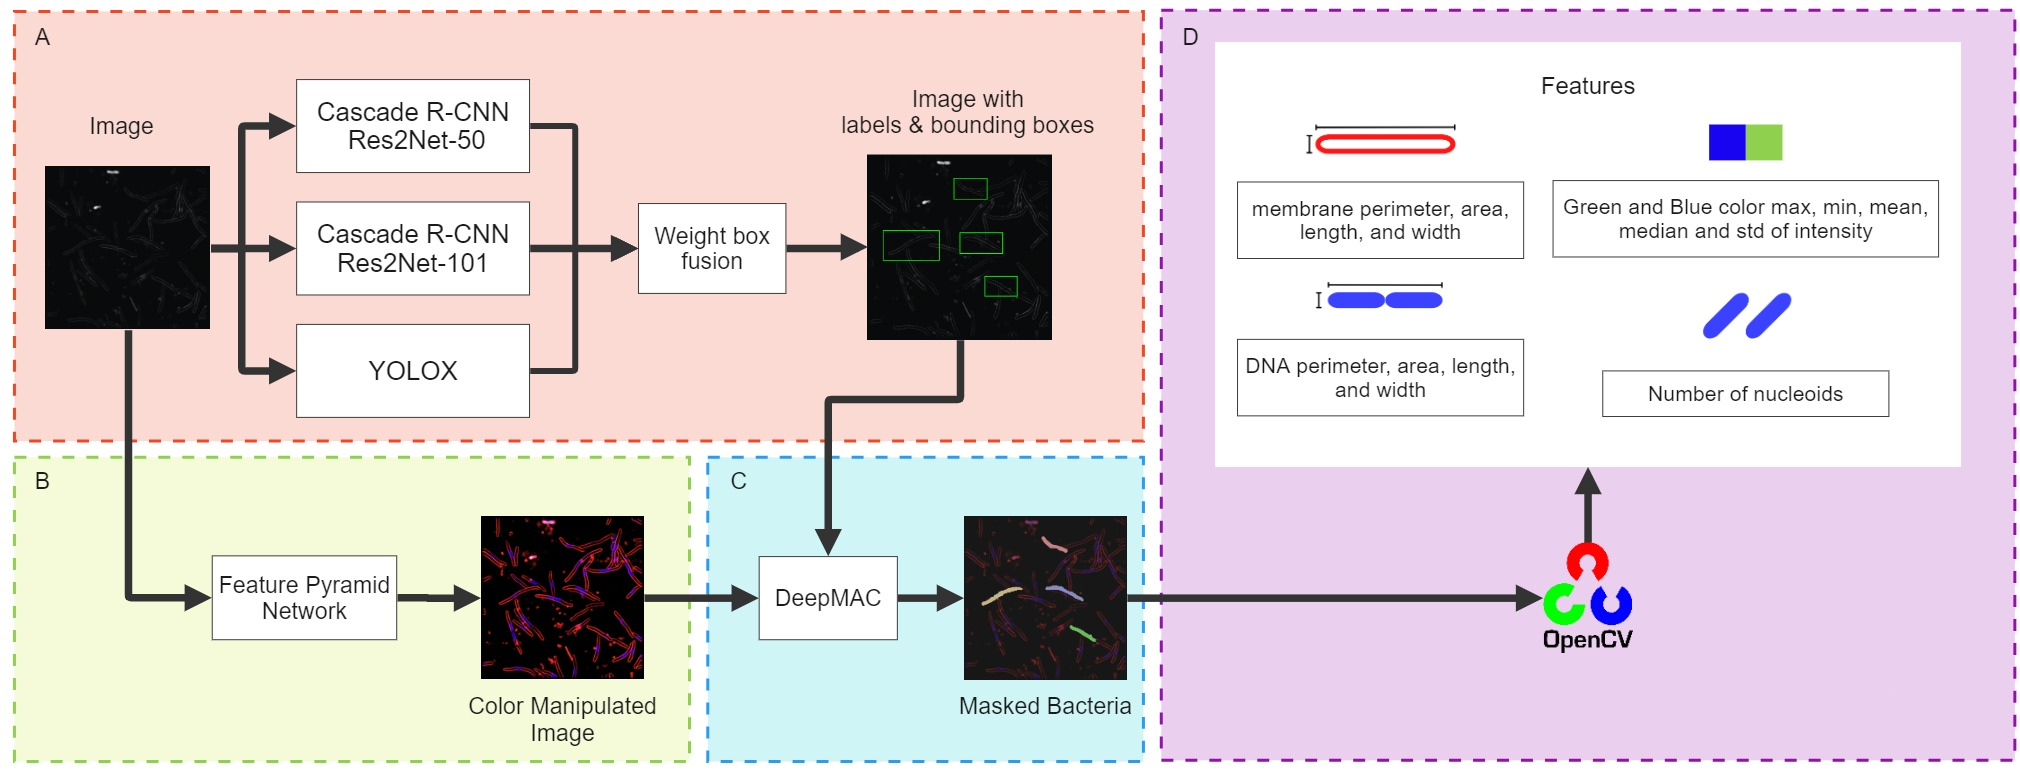 A
Image
Cascade R-CNN
Res2Net-50
Cascade R-CNN
Res2Net-101
YOLOX
Weight box
fusion
Image with
labels & bounding boxes
B
Feature Pyramid
Network
Color Manipulated
Image
C
DeepMAC
Masked Bacteria
D
Features
membrane perimeter, area,
length, and width
Green and Blue color max, min, mean,
median and std of intensity
DNA perimeter, area, length,
and width
Number of nucleoids
OpenCV